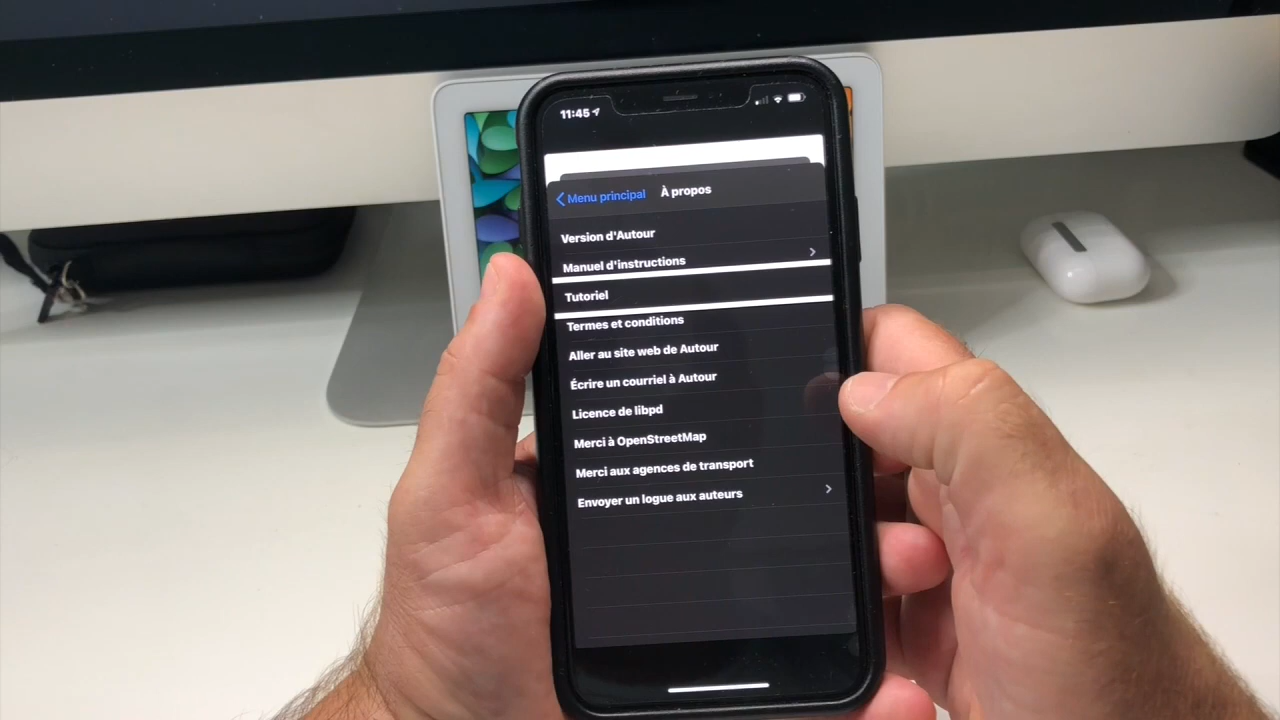 11:45
Menu principal
À propos
Version d'Autour
Manuel d'instructions
Tutoriel
Termes et conditions
Aller au site web de Autour
Écrire un courriel à Autour
Licence de libpd
Merci à OpenStreetMap
Merci aux agences de transport
Envoyer un logue aux auteurs